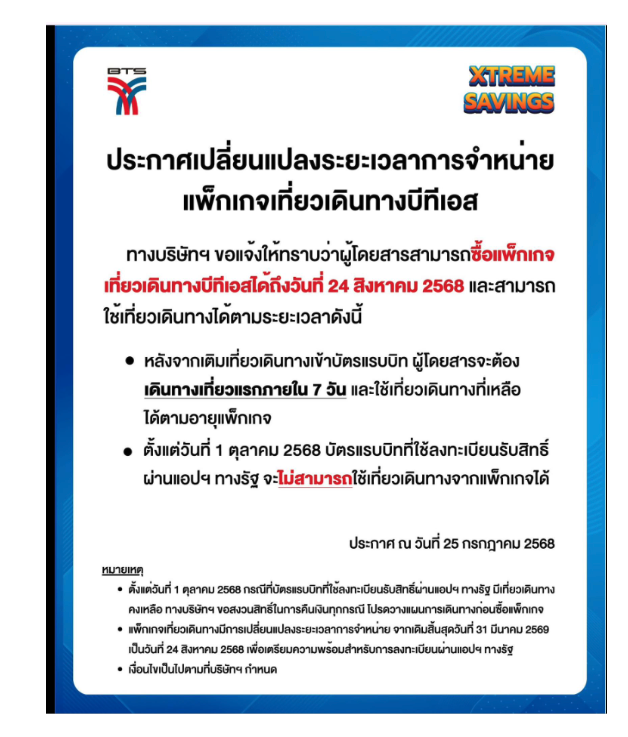 BTS
XTREME
SAVINGS
ประกาศเปลี่ยนแปลงระยะเวลาการจำหน่าย
แพ็กเกจเที่ยวเดินทางบีทีเอส
ทางบริษัทฯ ขอแจ้งให้ทราบว่าผู้โดยสารสามารถซื้อแพ็กเกจ
เที่ยวเดินทางบีทีเอสได้ถึงวันที่ 24 สิงหาคม 2568 และสามารถ
ใช้เที่ยวเดินทางได้ตามระยะเวลาดังนี้
• หลังจากเติมเที่ยวเดินทางเข้าบัตรแรบบิท ผู้โดยสารจะต้อง
เดินทางเที่ยวแรกภายใน 7 วัน และใช้เที่ยวเดินทางที่เหลือ
ได้ตามอายุแพ็กเกจ
• ตั้งแต่วันที่ 1 ตุลาคม 2568 บัตรแรบบิทที่ใช้ลงทะเบียนรับสิทธิ์
ผ่านแอปฯ ทางรัฐ จะไม่สามารถใช้เที่ยวเดินทางจากแพ็กเกจได้
ประกาศ ณ วันที่ 25 กรกฎาคม 2568
หมายเหตุ
• ตั้งแต่วันที่ 1 ตุลาคม 2568 กรณีที่บัตรแรบบิทที่ใช้ลงทะเบียนรับสิทธิ์ผ่านแอปฯ ทางรัฐ มีเที่ยวเดินทาง
คงเหลือ ทางบริษัทฯ ขอสงวนสิทธิ์ในการคืนเงินทุกกรณี โปรดวางแผนการเดินทางก่อนซื้อแพ็กเกจ
• แพ็กเกจเที่ยวเดินทางมีการเปลี่ยนแปลงระยะเวลาการจำหน่าย จากเดิมสิ้นสุดวันที่ 31 มีนาคม 2569
เป็นวันที่ 24 สิงหาคม 2568 เพื่อเตรียมความพร้อมสำหรับการลงทะเบียนผ่านแอปฯ ทางรัฐ
• เงื่อนไขเป็นไปตามที่บริษัทฯ กำหนด